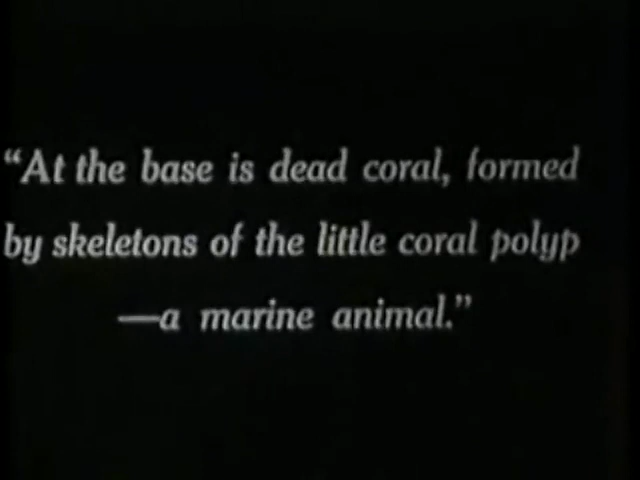 “At the base is dead coral, formed
by skeletons of the little coral polyp
—a marine animal.”